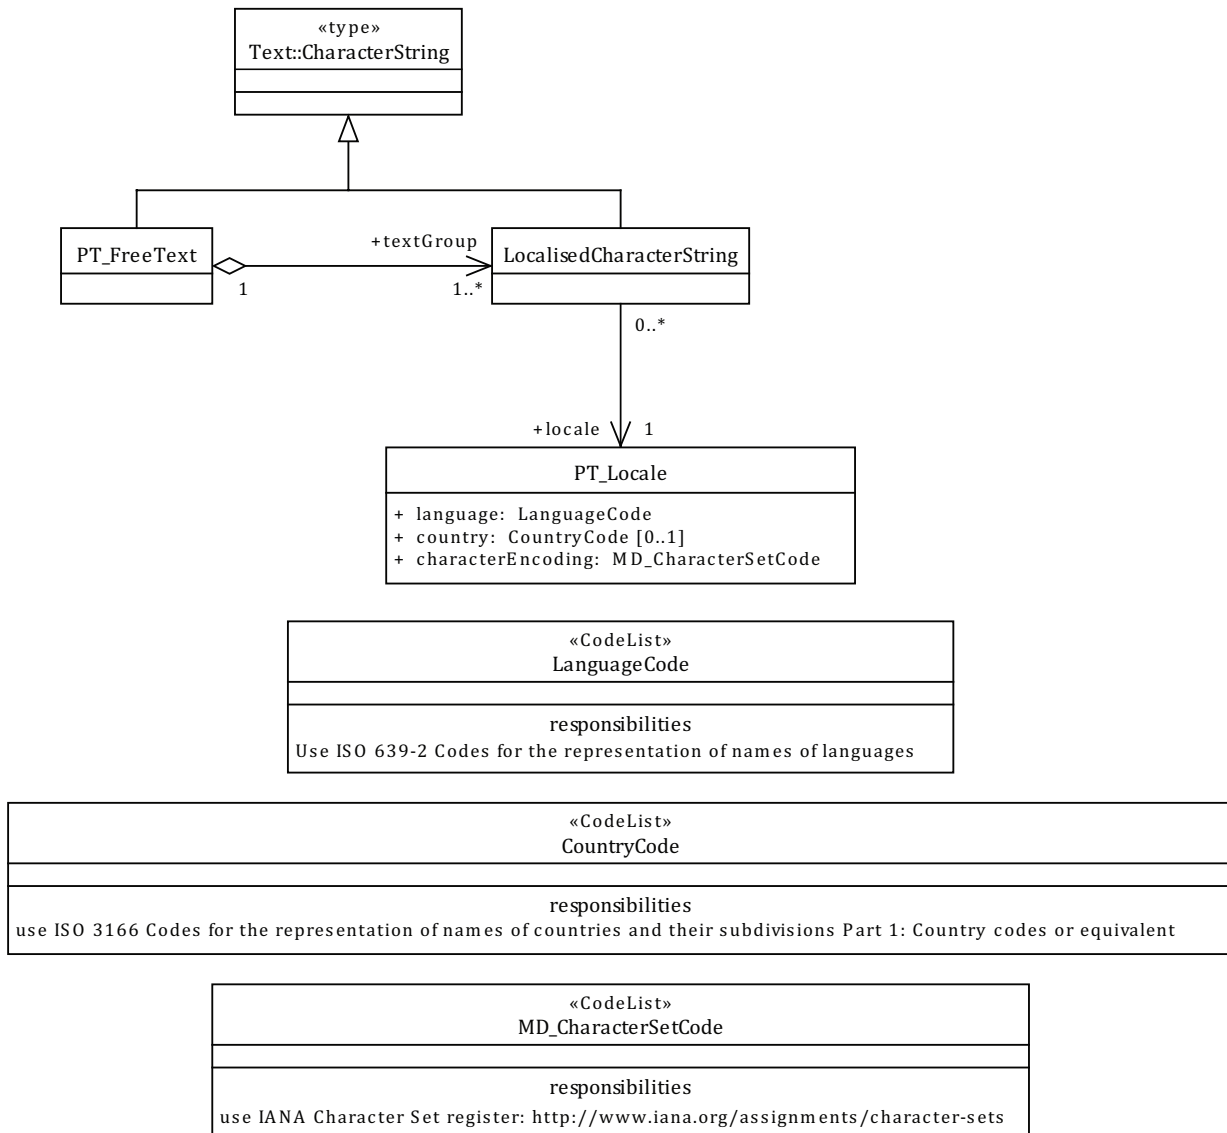 «type»
Text::CharacterString
PT_FreeText
+textGroup
LocalisedCharacterString
1
1..*
0..*
+locale
1
PT_Locale
+ language: LanguageCode
+ country: CountryCode [0..1]
+ characterEncoding: MD_CharacterSetCode
«CodeList»
LanguageCode
responsibilities
Use ISO 639-2 Codes for the representation of names of languages
«CodeList»
CountryCode
responsibilities
use ISO 3166 Codes for the representation of names of countries and their subdivisions Part 1: Country codes or equivalent
«CodeList»
MD_CharacterSetCode
responsibilities
use IANA Character Set register: http://www.iana.org/assignments/character-sets